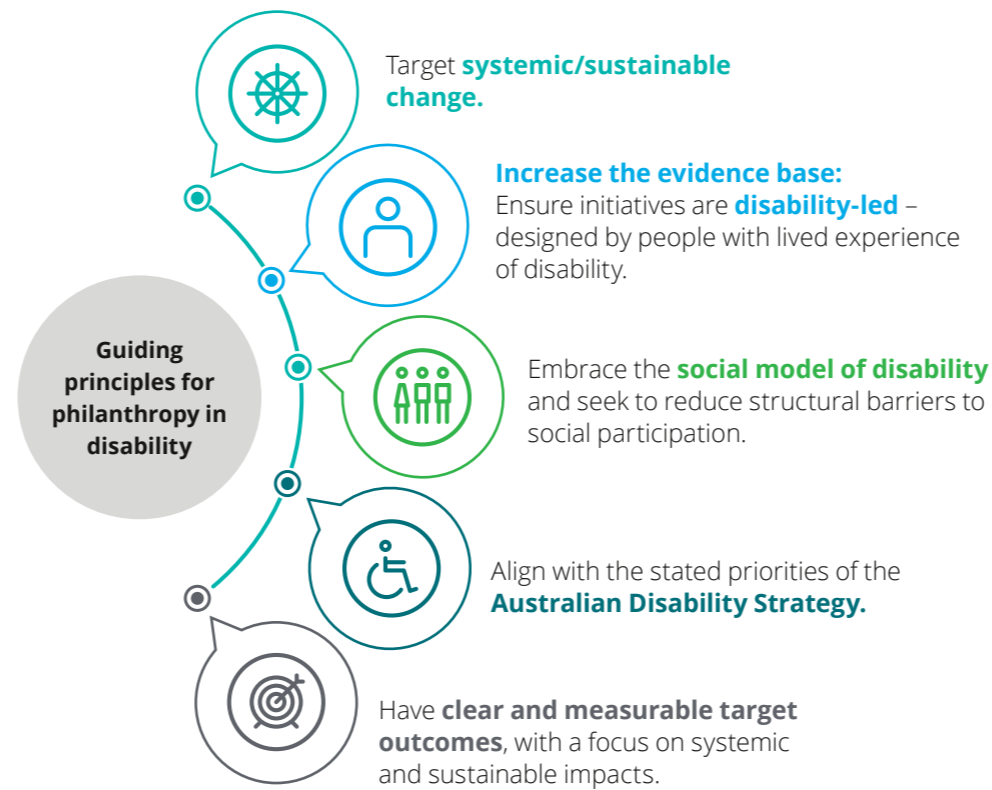 Guiding
principles for
philanthropy in
disability
Target systemic/sustainable
change.
Increase the evidence base:
Ensure initiatives are disability-led –
designed by people with lived experience
of disability.
Embrace the social model of disability
and seek to reduce structural barriers to
social participation.
Align with the stated priorities of the
Australian Disability Strategy.
Have clear and measurable target
outcomes, with a focus on systemic
and sustainable impacts.